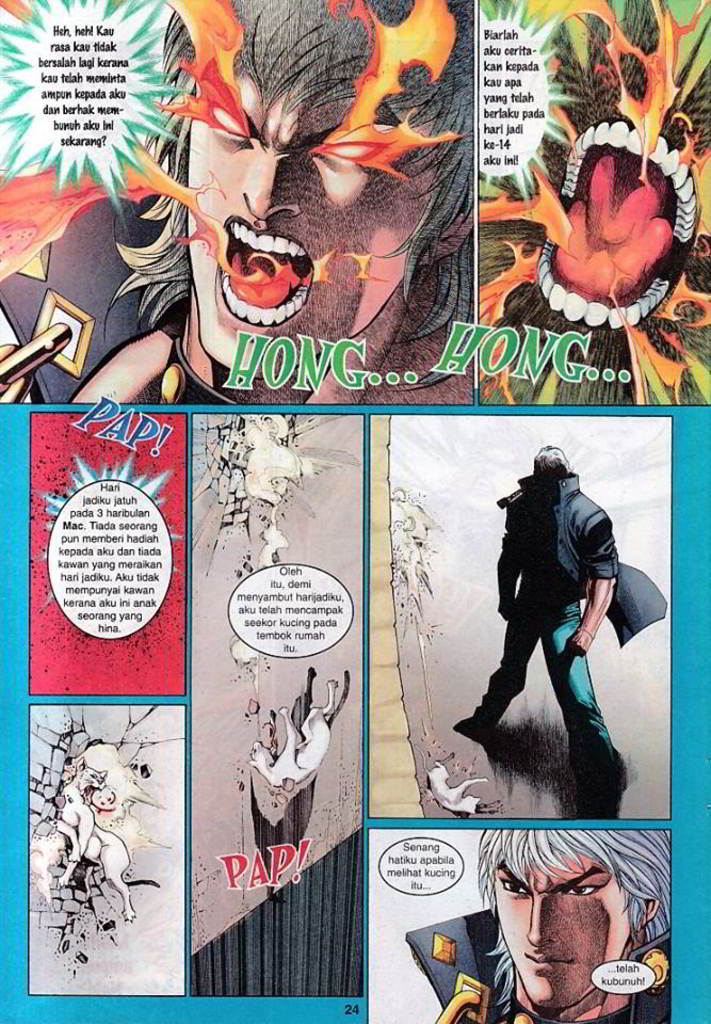 Heh, heh! Kau
rasa kau tidak
bersalah lagi kerana
kau telah meminta
ampun kepada aku
dan berhak mem-
bunuh aku ini
sekarang?
Biarlah
aku cerita-
kan kepada
kau apa
yang telah
berlaku pada
hari jadi
ke-14
aku ini!
HONG... HONG...
PAP!
Hari
jadiku jatuh
pada 3 haribulan
Mac. Tiada seorang
pun memberi hadiah
kepada aku dan tiada
kawan yang meraikan
hari jadiku. Aku tidak
mempunyai kawan
kerana aku ini anak
seorang yang
hina.
Oleh
itu, demi
menyambut harijadiku,
aku telah mencampak
seekor kucing pada
tembok rumah
itu.
PAP!
Senang
hatiku apabila
melihat kucing
itu...
...telah
kubunuh!
24